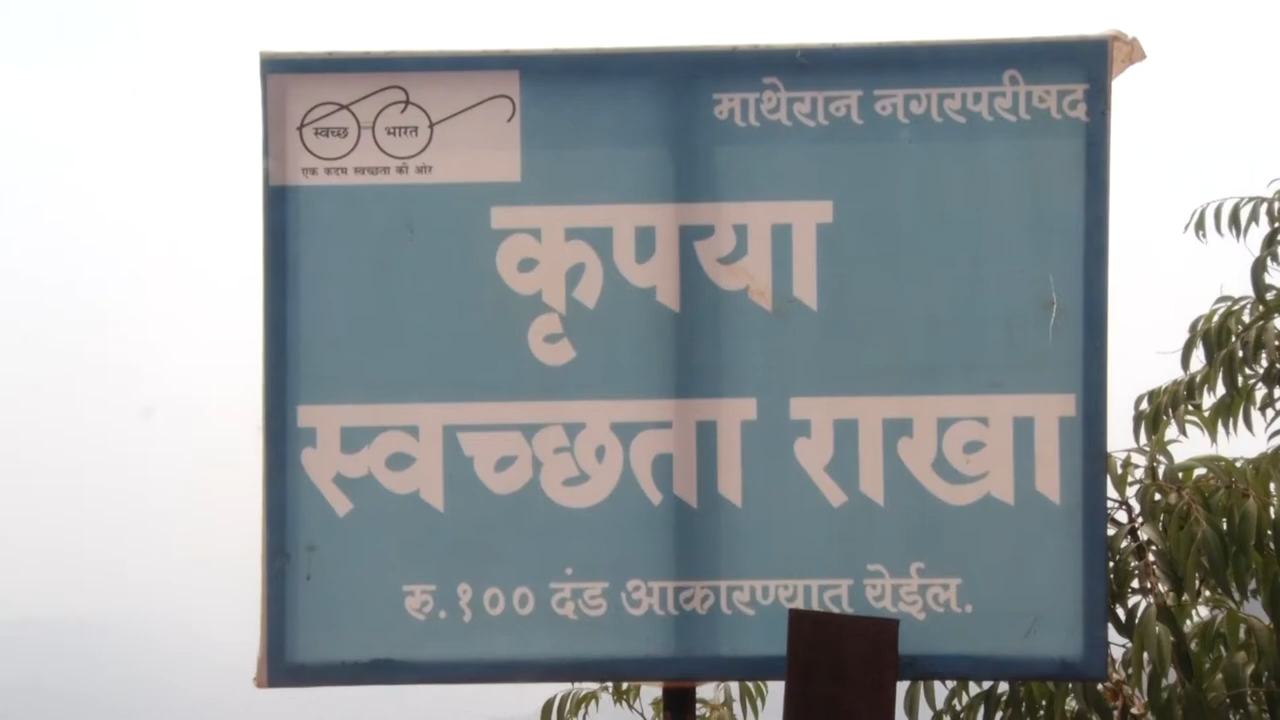 स्वच्छ भारत
एक कदम स्वच्छता की ओर
माथेरान नगरपरीषद
कृपया
स्वच्छता राखा
रु.१०० दंड आकारण्यात येईल.